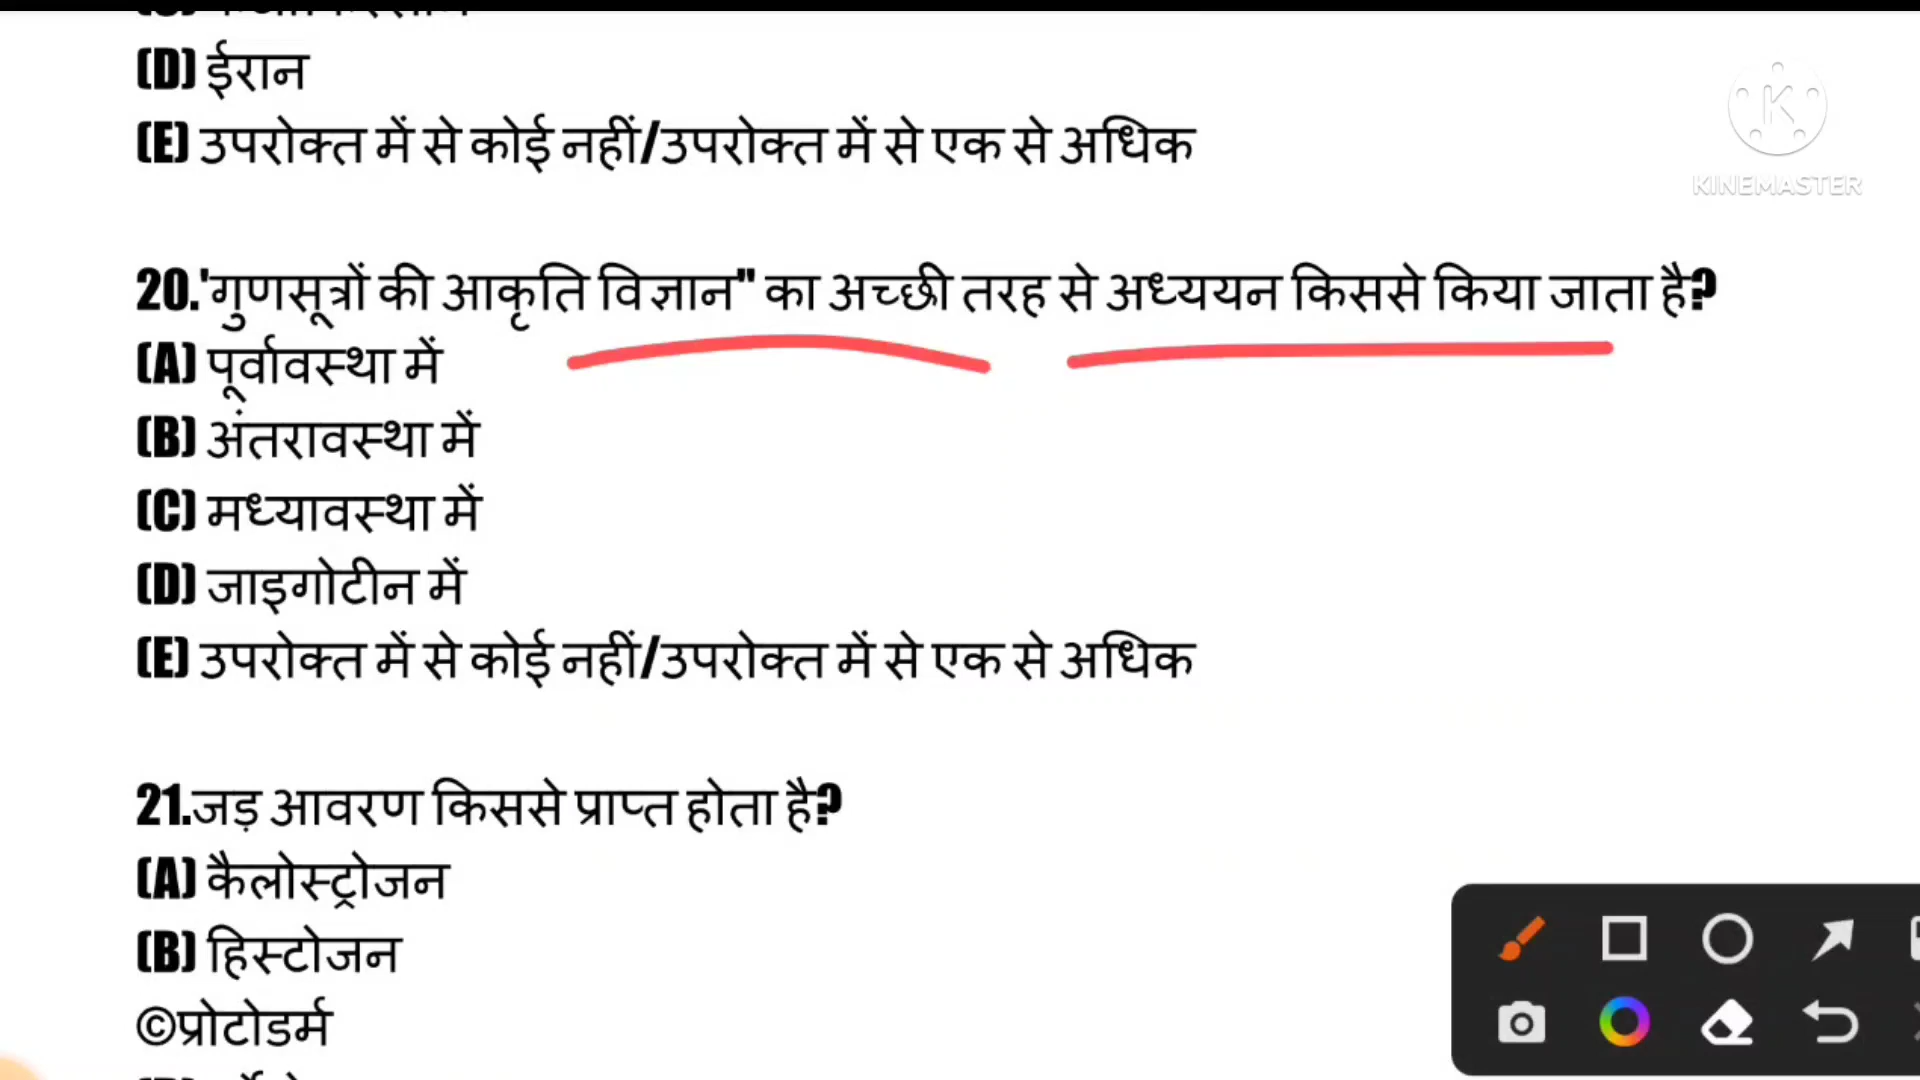 (D) ईरान
(E) उपरोक्त में से कोई नहीं/उपरोक्त में से एक से अधिक
KINEMASTER
20.'गुणसूत्रों की आकृति विज्ञान" का अच्छी तरह से अध्ययन किससे किया जाता है?
(A) पूर्वावस्था में
(B) अंतरावस्था में
(C) मध्यावस्था में
(D) जाइगोटीन में
(E) उपरोक्त में से कोई नहीं/उपरोक्त में से एक से अधिक
21.जड़ आवरण किससे प्राप्त होता है?
(A) कैलोस्ट्रोजन
(B) हिस्टोजन
©प्रोटोडर्म